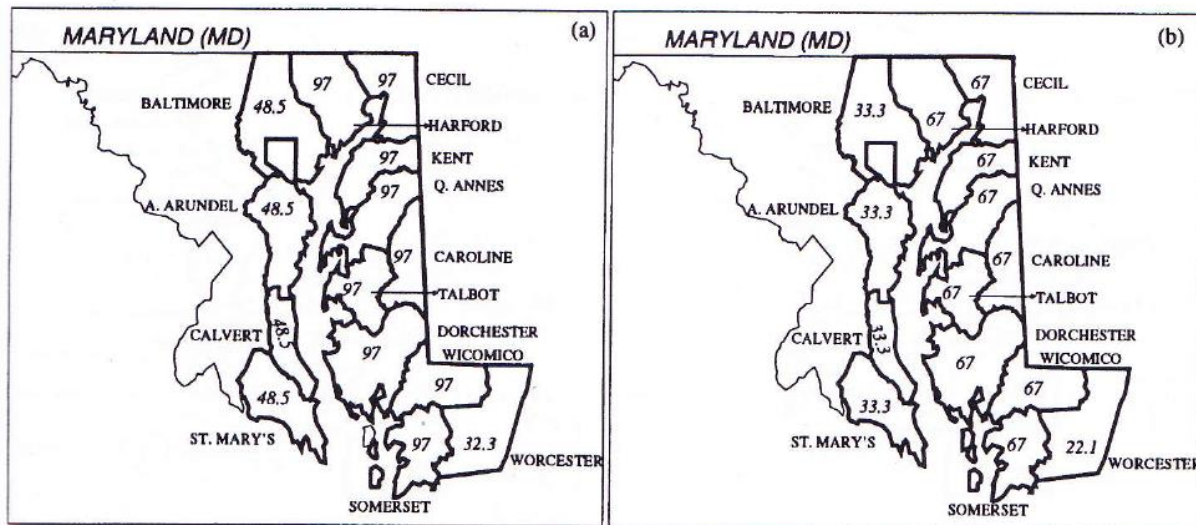 MARYLAND (MD)
(a)
97
97
CECIL
BALTIMORE
48.5
HARFORD
97
KENT
97
Q. ANNES
A. ARUNDEL
48.5
97
CAROLINE
97
TALBOT
CALVERT
48.5
DORCHESTER
97
WICOMICO
97
48.5
ST. MARY'S
97
32.3
WORCESTER
SOMERSET
MARYLAND (MD)
(b)
67
CECIL
BALTIMORE
33.3
67
HARFORD
KENT
67
Q. ANNES
67
A. ARUNDEL
33.3
67
CAROLINE
67
TALBOT
CALVERT
33.3
DORCHESTER
WICOMICO
67
67
33.3
ST. MARY'S
67
22.1
WORCESTER
SOMERSET